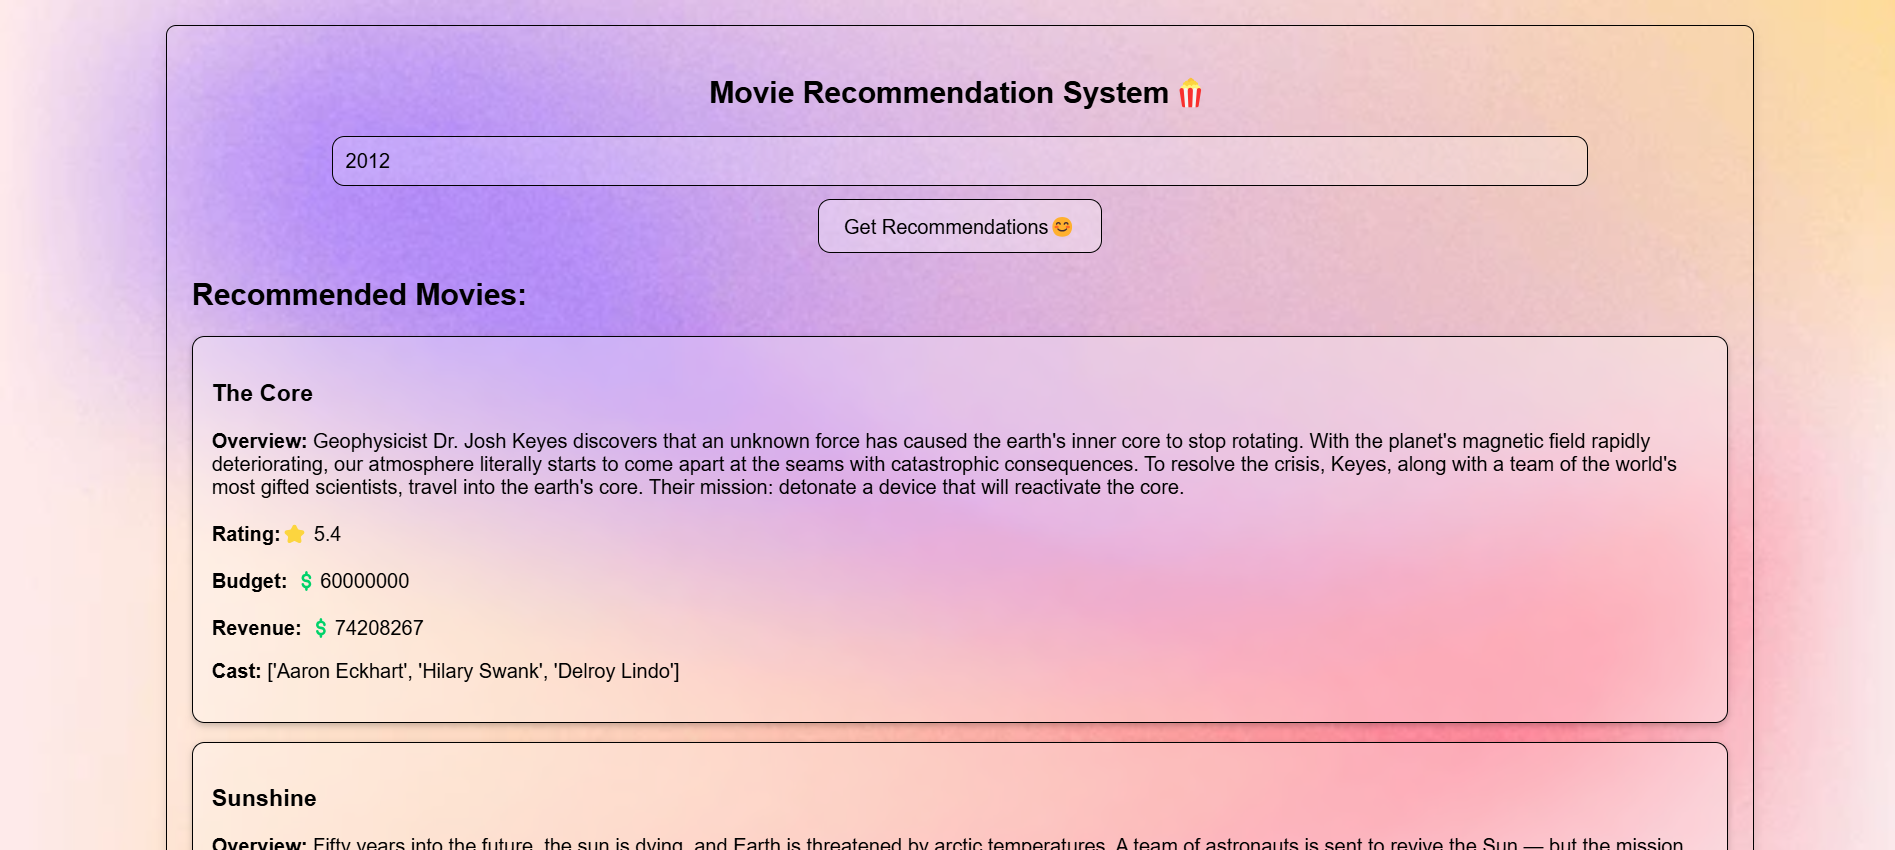 Movie Recommendation System 🍿
2012
Get Recommendations😊
Recommended Movies:
The Core
Overview: Geophysicist Dr. Josh Keyes discovers that an unknown force has caused the earth's inner core to stop rotating. With the planet's magnetic field rapidly
deteriorating, our atmosphere literally starts to come apart at the seams with catastrophic consequences. To resolve the crisis, Keyes, along with a team of the world's
most gifted scientists, travel into the earth's core. Their mission: detonate a device that will reactivate the core.
Rating:⭐ 5.4
Budget: 💲60000000
Revenue: 💲74208267
Cast: ['Aaron Eckhart', 'Hilary Swank', 'Delroy Lindo']
Sunshine
Overview: Fifty years into the future, the sun is dying, and Earth is threatened by arctic temperatures. A team of astronauts is sent to revive the Sun — but the mission